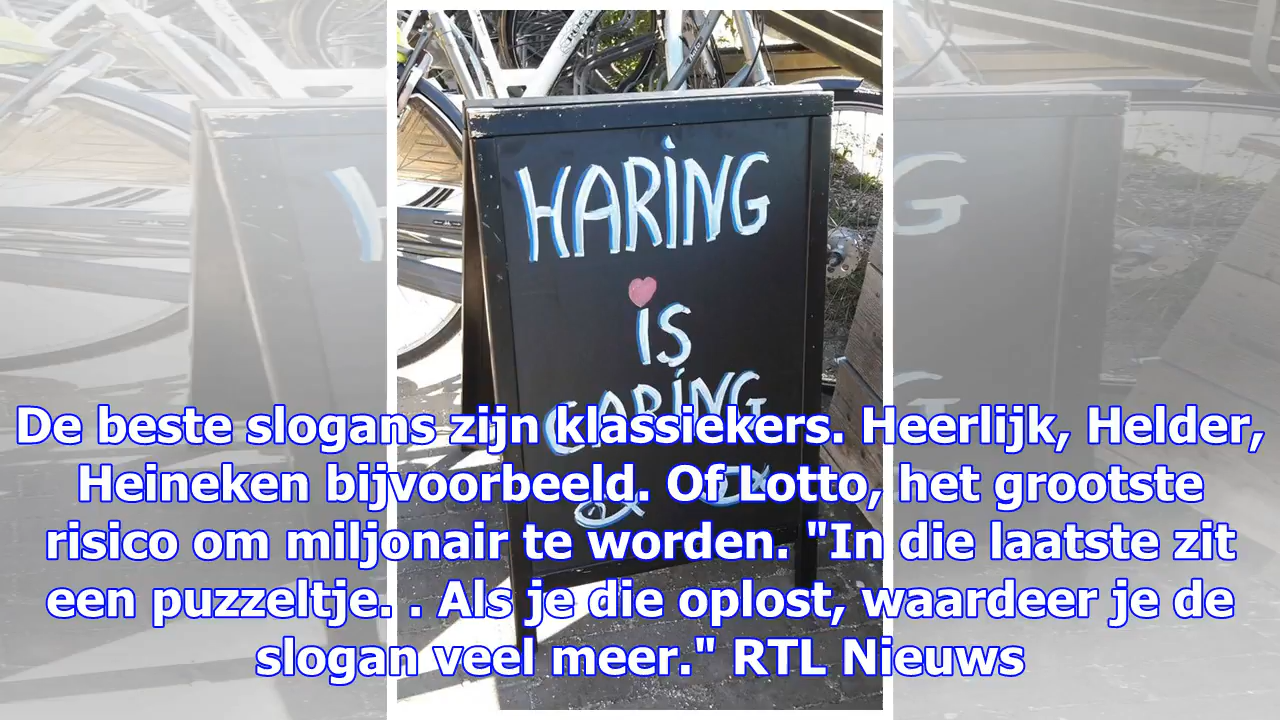 HARING
is
CARING
De beste slogans zijn klassiekers. Heerlijk, Helder,
Heineken bijvoorbeeld. Of Lotto, het grootste
risico om miljonair te worden. "In die laatste zit
een puzzeltje. . Als je die oplost, waardeer je de
slogan veel meer." RTL Nieuws